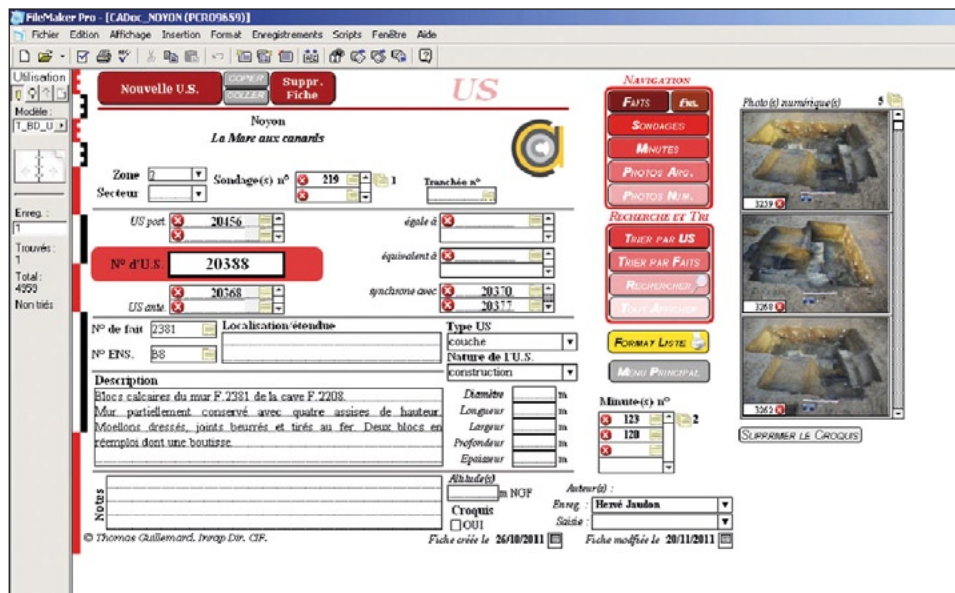 FileMaker Pro - [CADoc_NOYON (PCR09659)]
Fichier Edition Affichage Insertion Format Enregistrements Scripts Fenêtre Aide
Utilisation
Modèle :
T_BD_U
Enreg. :
1
Trouvés :
1
Total :
4959
Non triés
Nouvelle U.S.
COPIER
COLLER
Suppr. Fiche
US
Noyon
La Mare aux canards
Zone 2
Secteur
Sondage(s) n° 219 1
Tranchée n°
US post. 20456
N° d'U.S. 20388
US ante. 20368
égale à
équivalent à
synchrone avec 20370
20377
N° de fait 2381
N° ENS. B8
Localisation/étendue
Type US
couche
Nature de l'U.S.
construction
Description
Blocs calcaires du mur F.2381 de la cave F.2208.
Mur partiellement conservé avec quatre assises de hauteur.
Moellons dressés, joints beurrés et tirés au fer. Deux blocs en
réemploi dont une boutisse.
Diamètre m
Longueur m
Largeur m
Profondeur m
Epaisseur m
Notes
Altitude(s)
m NGF
Croquis
OUI
Navigation
Faits Ens.
Sondages
Minutes
Photos Arg.
Photos Num.
Recherche et Tri
Trier par US
Trier par Faits
Rechercher
Tout Afficher
Format Liste
Menu Principal
Minute(s) n°
123 2
120
Photo(s) numérique(s) 5
3259
3268
Supprimer le Croquis
Auteur(s) :
Enreg. : Hervé Jaudon
Saisie :
© Thomas Guillemard. Inrap Dir. CIF.
Fiche créée le 26/10/2011
Fiche modifiée le 20/11/2011